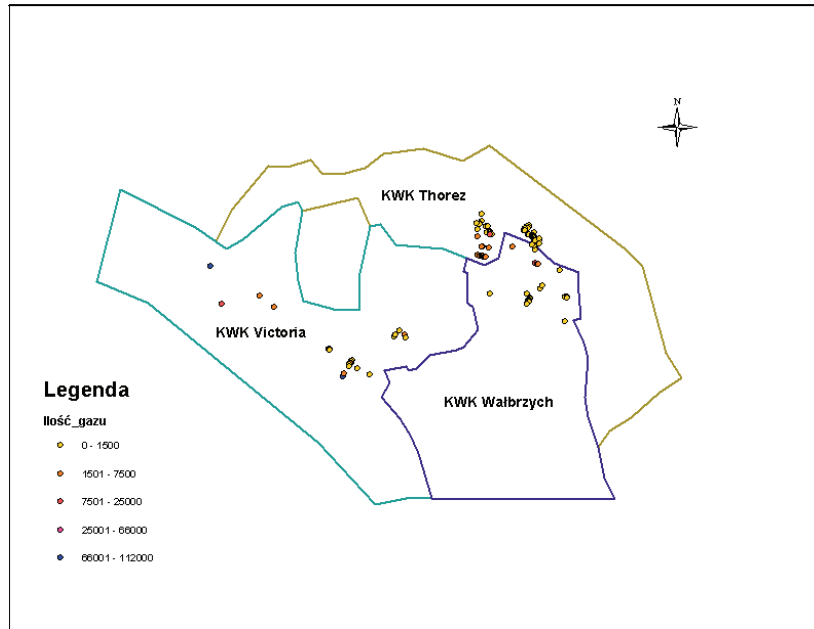 N
KWK Thorez
KWK Victoria
KWK Wałbrzych
Legenda
Ilość_gazu
0 - 1500
1501 - 7500
7501 - 25000
25001 - 66000
66001 - 112000